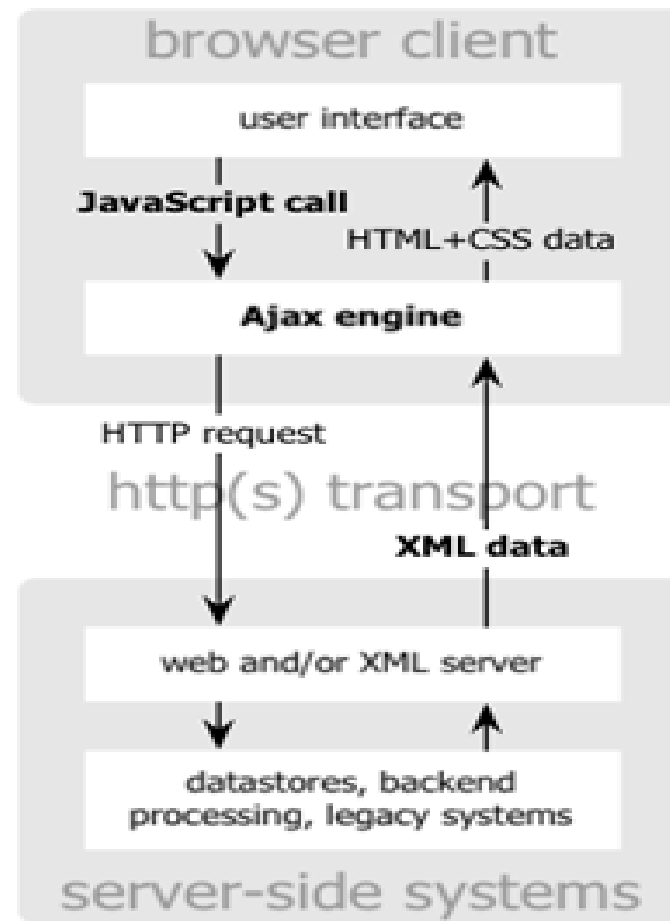 browser client
user interface
JavaScript call
HTML+CSS data
Ajax engine
HTTP request
http(s) transport
XML data
web and/or XML server
datastores, backend
processing, legacy systems
server-side systems